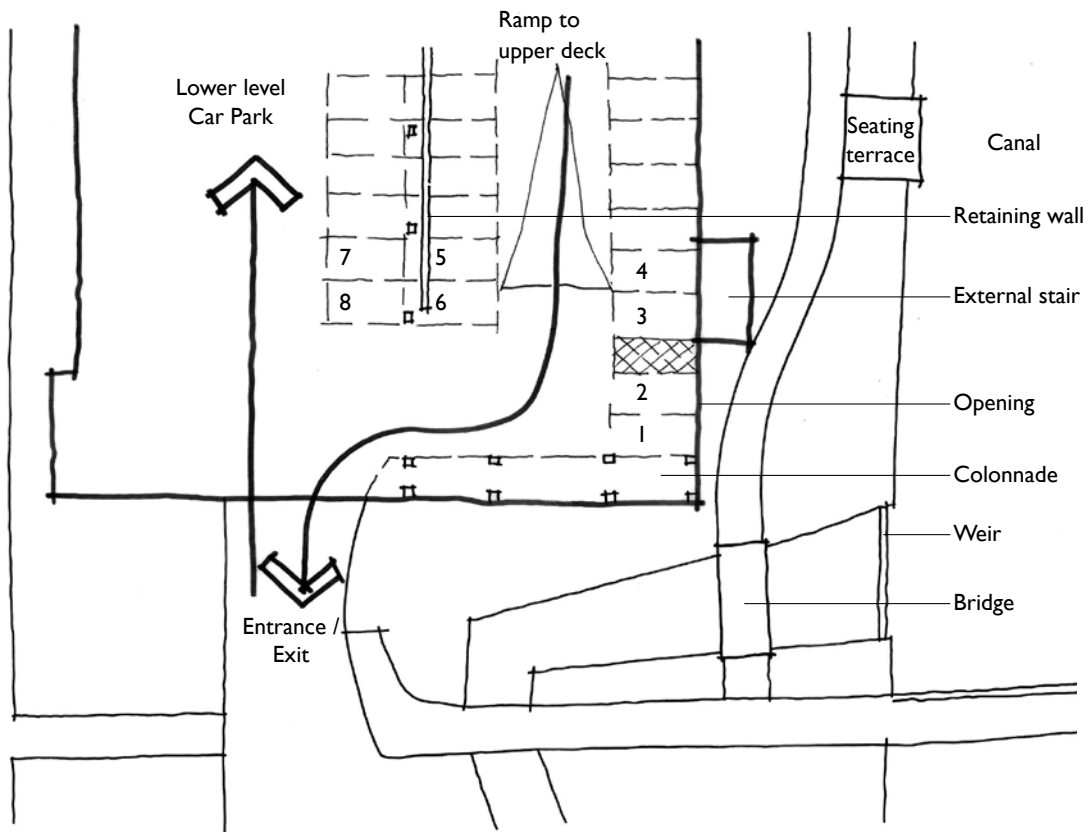 Ramp to
upper deck
Lower level
Car Park
Seating
terrace
Canal
Retaining wall
7
5
4
External stair
8
6
3
2
Opening
1
Colonnade
Weir
Bridge
Entrance /
Exit